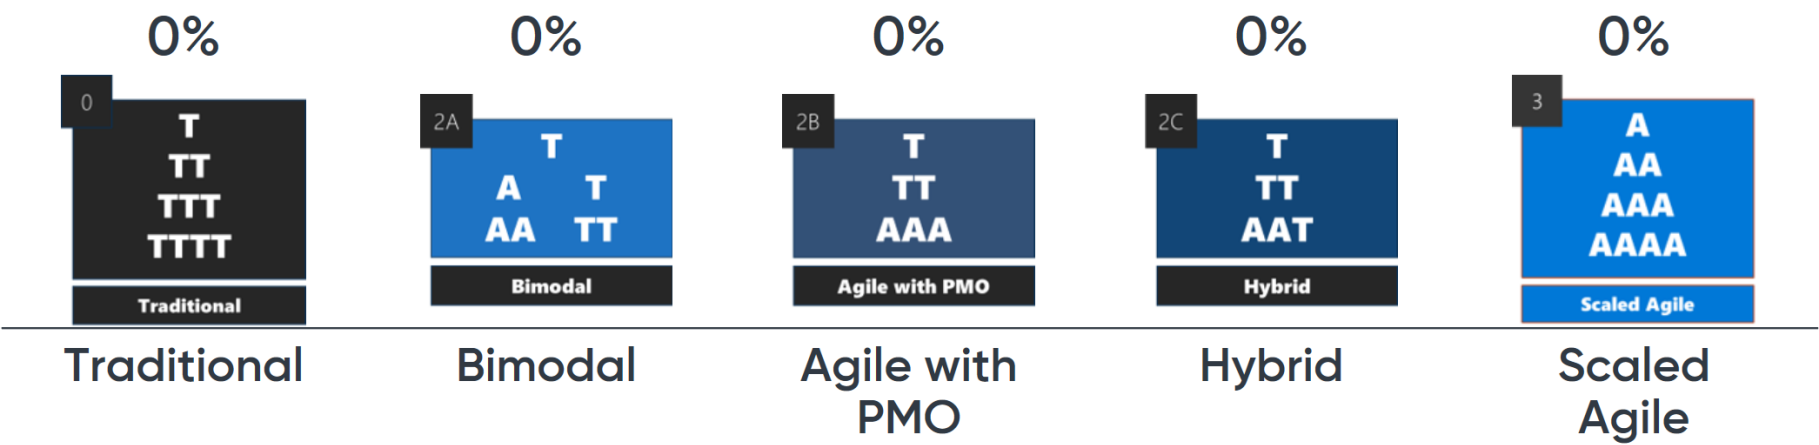 0%
0
T
TT
TTT
TTTT
Traditional
Traditional
0%
2A
T
A T
AA TT
Bimodal
Bimodal
0%
2B
T
TT
AAA
Agile with PMO
Agile with
PMO
0%
2C
T
TT
AAT
Hybrid
Hybrid
0%
3
A
AA
AAA
AAAA
Scaled Agile
Scaled
Agile